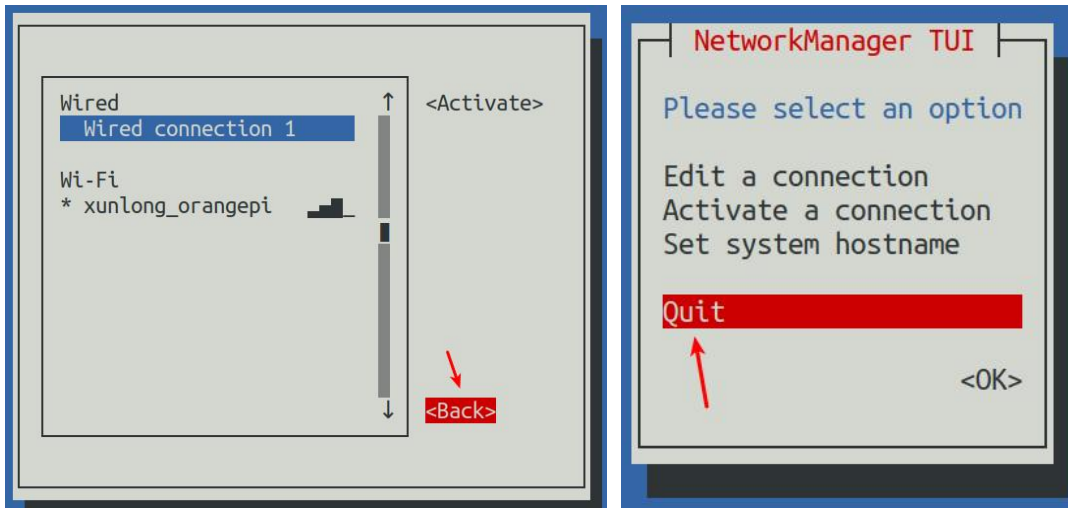 Wired
Wired connection 1
<Activate>
Wi-Fi
* xunlong_orangepi
<Back>
NetworkManager TUI
Please select an option
Edit a connection
Activate a connection
Set system hostname
Quit
<OK>